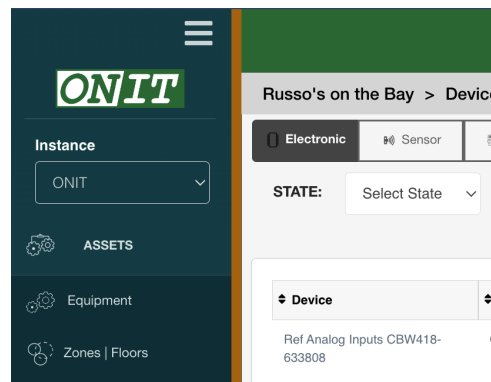 ONIT
Russo's on the Bay > Device
Electronic
Sensor
Instance
ONIT
STATE:
Select State
ASSETS
Equipment
Device
Zones | Floors
Ref Analog Inputs CBW418-
633808